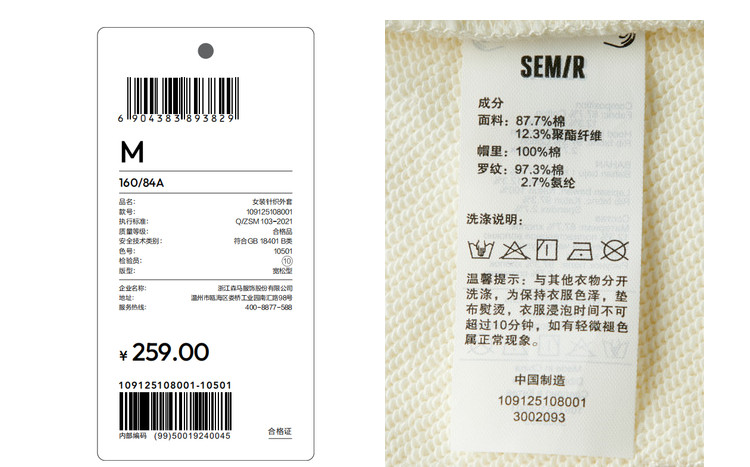 6904383893829
M
160/84A
品名: 女装针织外套
款号: 109125108001
执行标准: Q/ZSM 103-2021
质量等级: 合格品
安全技术类别: 符合GB 18401 B类
色号: 10501
检验员: 10
版型: 宽松型
企业名称: 浙江森马服饰股份有限公司
地址: 温州市瓯海区娄桥工业园南汇路98号
服务热线: 400-8877-588
¥ 259.00
109125108001-10501
内部编码 (99)50019240045
合格证
SEMIR
成分
面料: 87.7%棉
12.3%聚酯纤维
帽里: 100%棉
罗纹: 97.3%棉
2.7%氨纶
洗涤说明:
温馨提示: 与其他衣物分开
洗涤, 为保持衣服色泽, 垫
布熨烫, 衣服浸泡时间不可
超过10分钟, 如有轻微褪色
属正常现象。
中国制造
109125108001
3002093